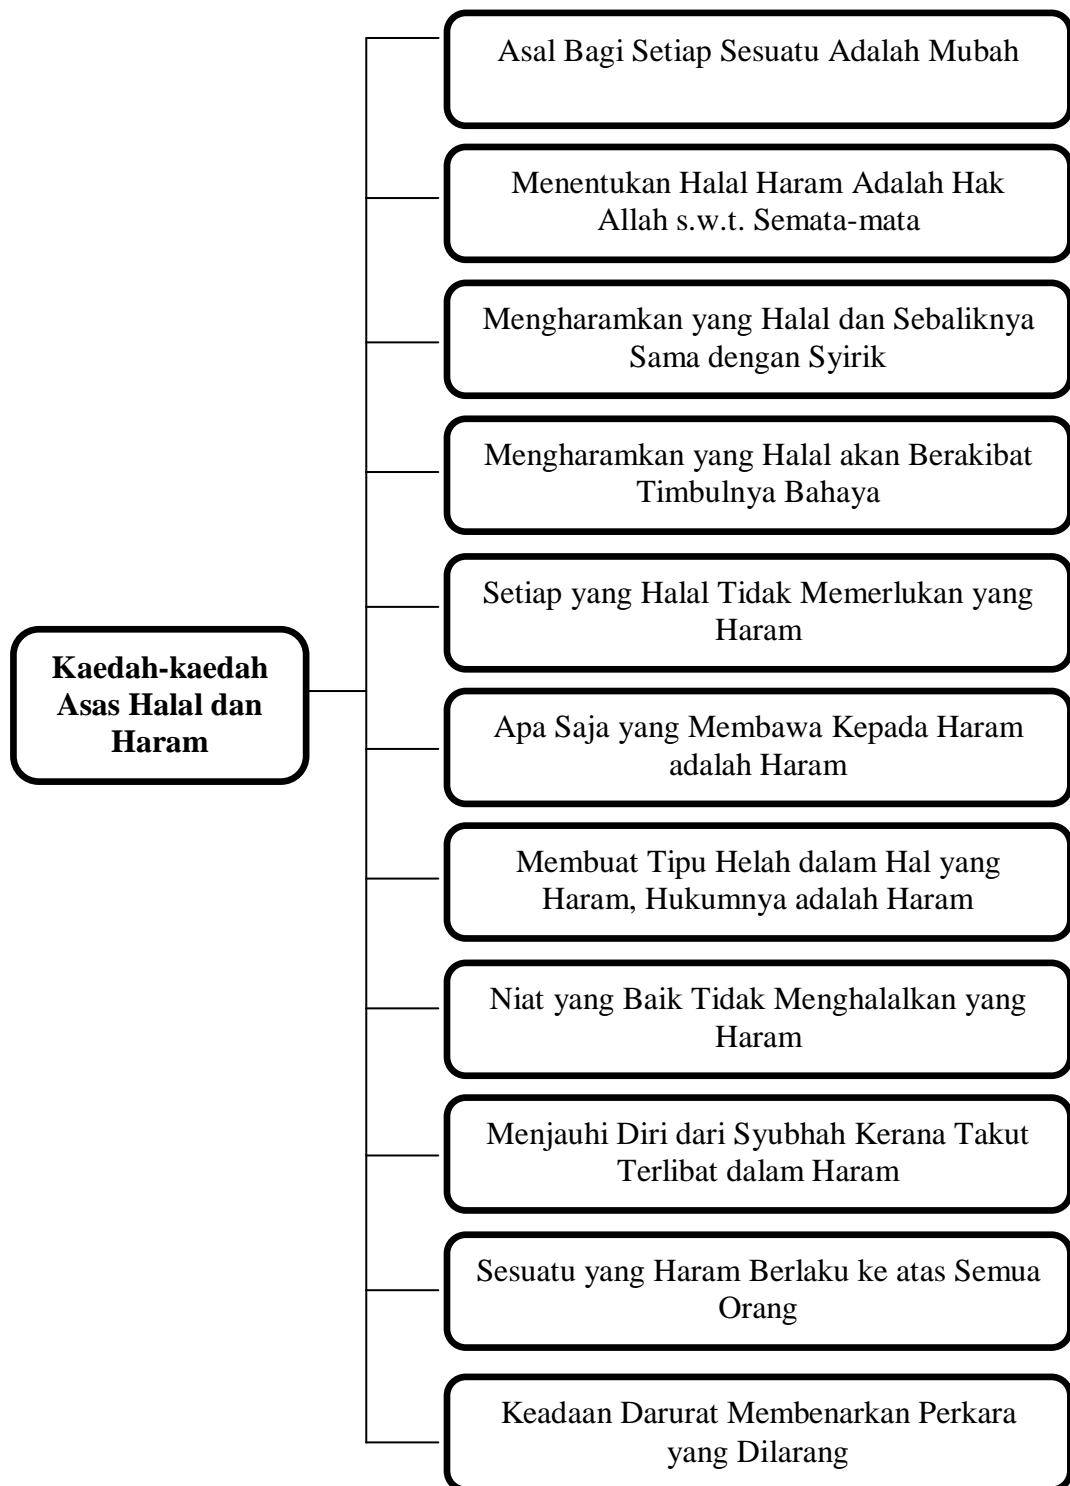 Asal Bagi Setiap Sesuatu Adalah Mubah
Menentukan Halal Haram Adalah Hak
Allah s.w.t. Semata-mata
Mengharamkan yang Halal dan Sebaliknya
Sama dengan Syirik
Mengharamkan yang Halal akan Berakibat
Timbulnya Bahaya
Setiap yang Halal Tidak Memerlukan yang
Haram
Kaedah-kaedah
Asas Halal dan
Haram
Apa Saja yang Membawa Kepada Haram
adalah Haram
Membuat Tipu Helah dalam Hal yang
Haram, Hukumnya adalah Haram
Niat yang Baik Tidak Menghalalkan yang
Haram
Menjauhi Diri dari Syubhah Kerana Takut
Terlibat dalam Haram
Sesuatu yang Haram Berlaku ke atas Semua
Orang
Keadaan Darurat Membenarkan Perkara
yang Dilarang